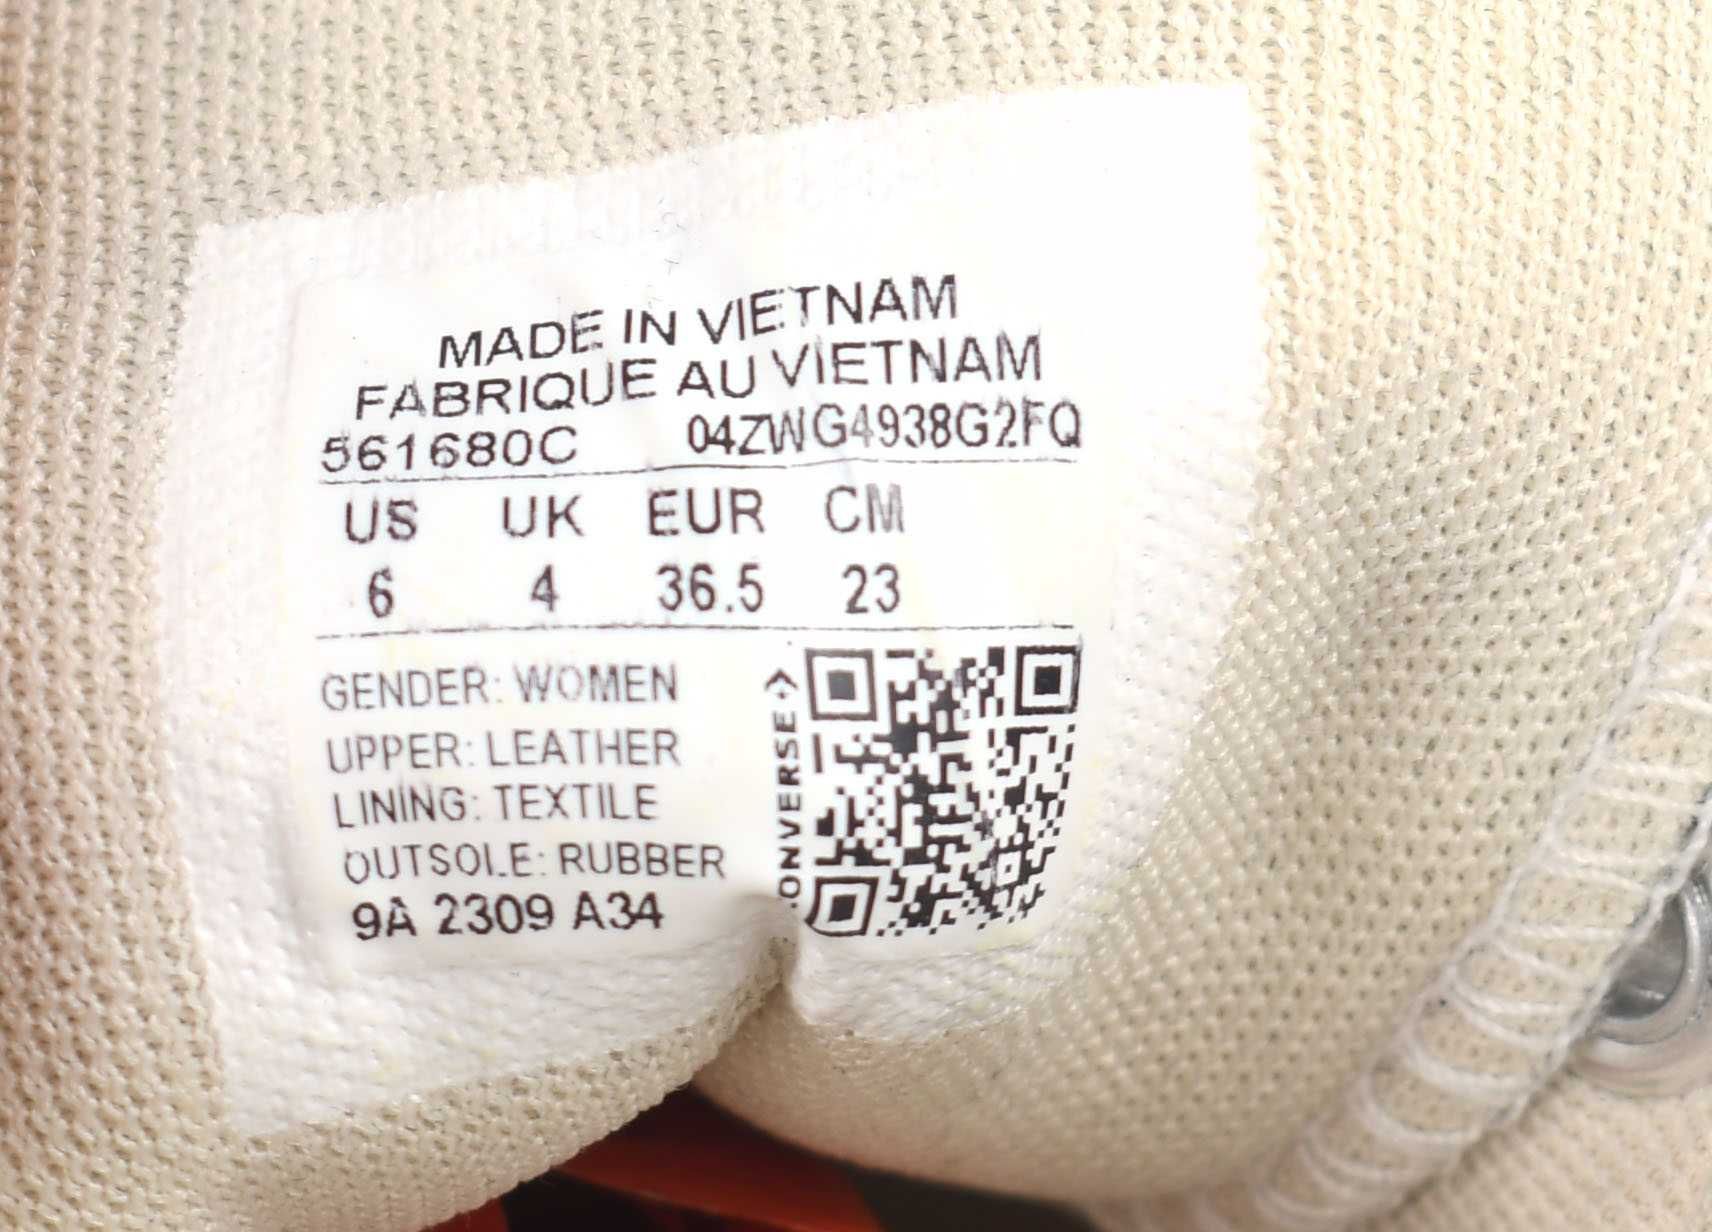 MADE IN VIETNAM
FABRIQUE AU VIETNAM
561680C 04ZWG4938G2FQ
US UK EUR CM
6 4 36.5 23
GENDER: WOMEN
UPPER: LEATHER
LINING: TEXTILE
OUTSOLE: RUBBER
9A 2309 A34
CONVERSE